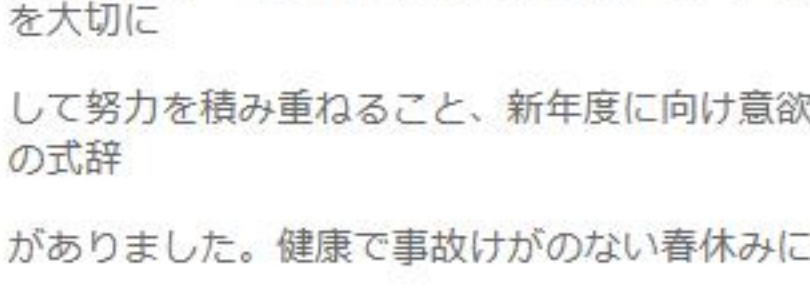 を大切に
して努力を積み重ねること、新年度に向け意欲
の式辞
がありました。健康で事故けがのない春休みに